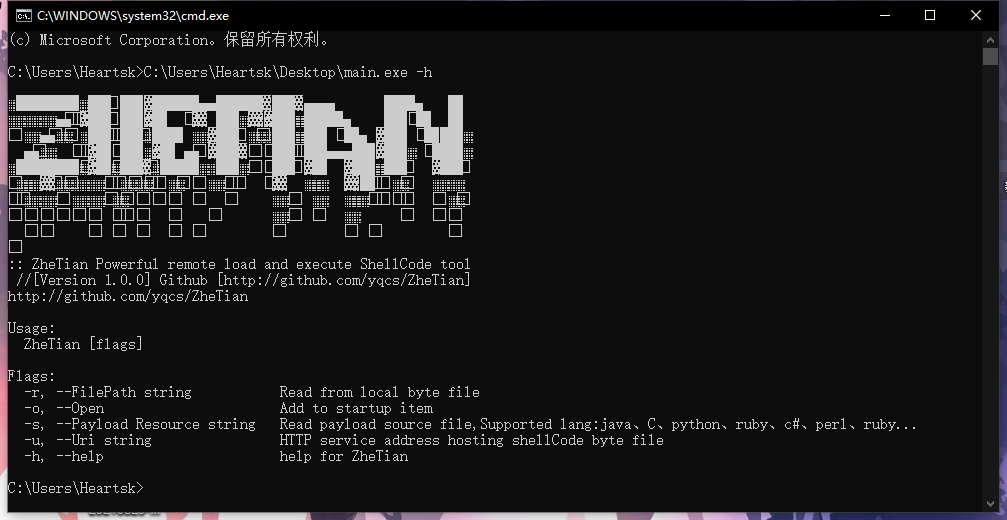 C:\WINDOWS\system32\cmd.exe
(c) Microsoft Corporation。保留所有权利。
C:\Users\Heartsk>C:\Users\Heartsk\Desktop\main.exe -h
ZHETIAN
:: ZheTian Powerful remote load and execute ShellCode tool
//[Version 1.0.0] Github [http://github.com/yqcs/ZheTian]
http://github.com/yqcs/ZheTian
Usage:
ZheTian [flags]
Flags:
-r, --FilePath string Read from local byte file
-o, --Open Add to startup item
-s, --Payload Resource string Read payload source file,Supported lang:java、C、python、ruby、c#、perl、ruby...
-u, --Uri string HTTP service address hosting shellCode byte file
-h, --help help for ZheTian
C:\Users\Heartsk>